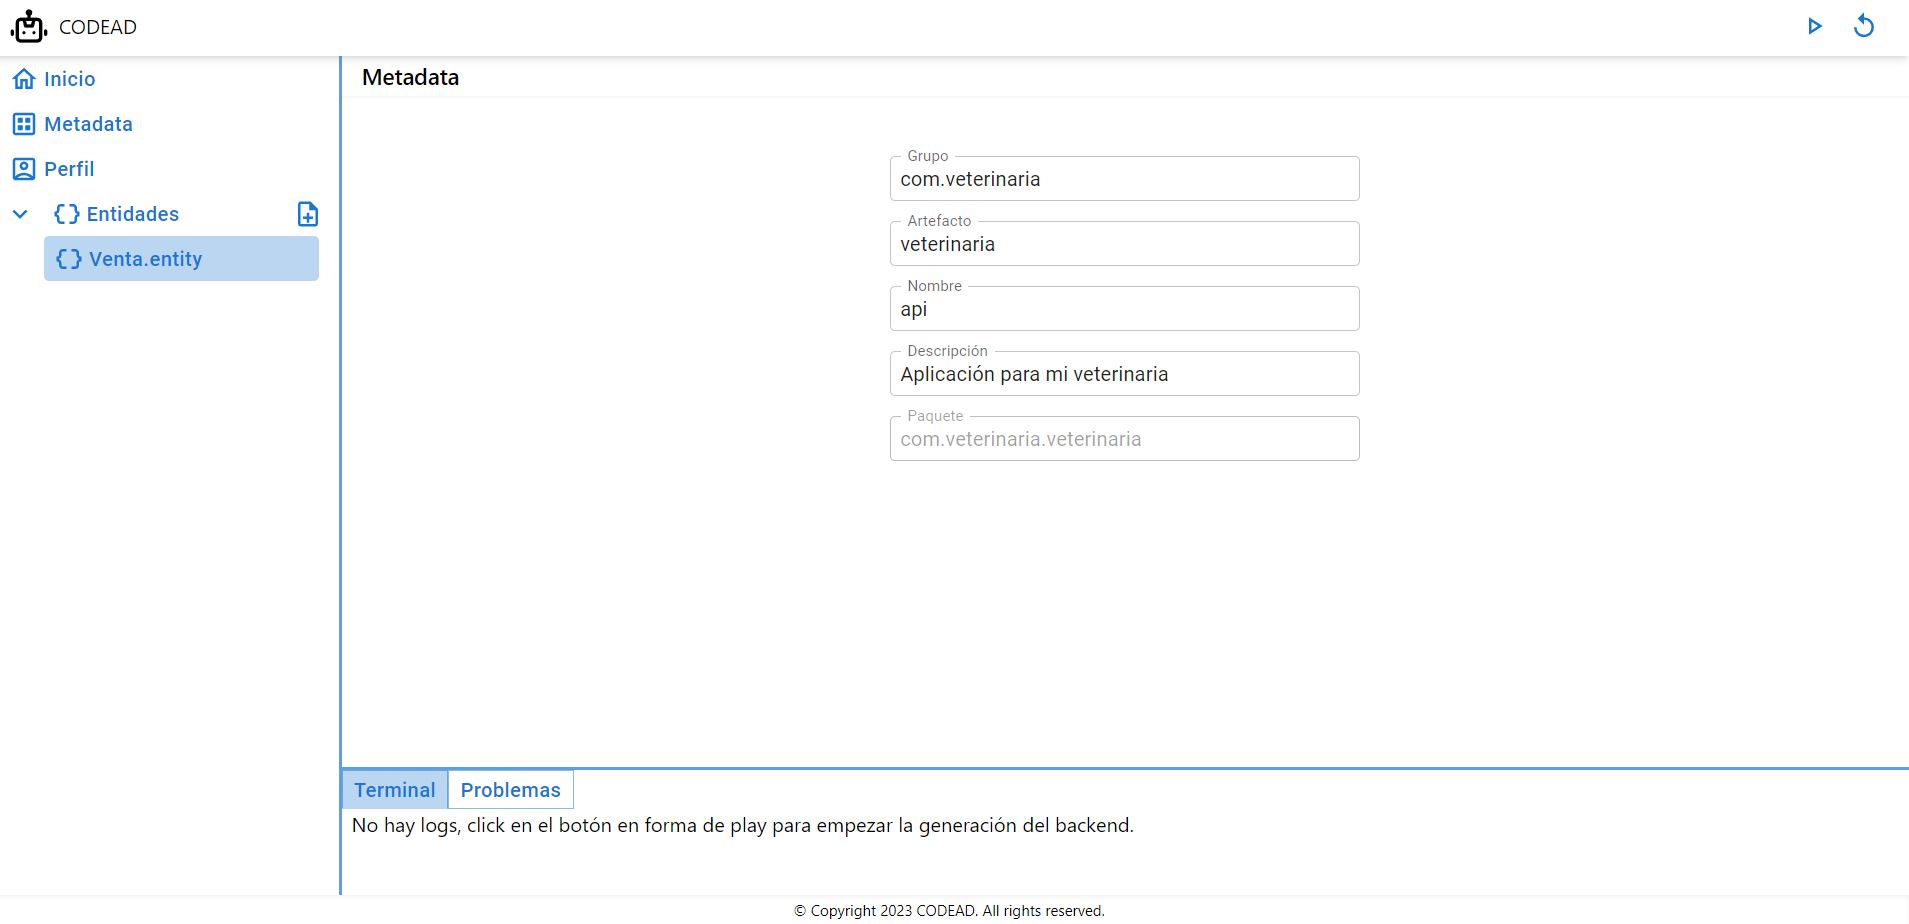 CODEAD
Inicio
Metadata
Perfil
Entidades
Venta.entity
Metadata
Grupo
com.veterinaria
Artefacto
veterinaria
Nombre
api
Descripción
Aplicación para mi veterinaria
Paquete
com.veterinaria.veterinaria
Terminal Problemas
No hay logs, click en el botón en forma de play para empezar la generación del backend.
© Copyright 2023 CODEAD. All rights reserved.